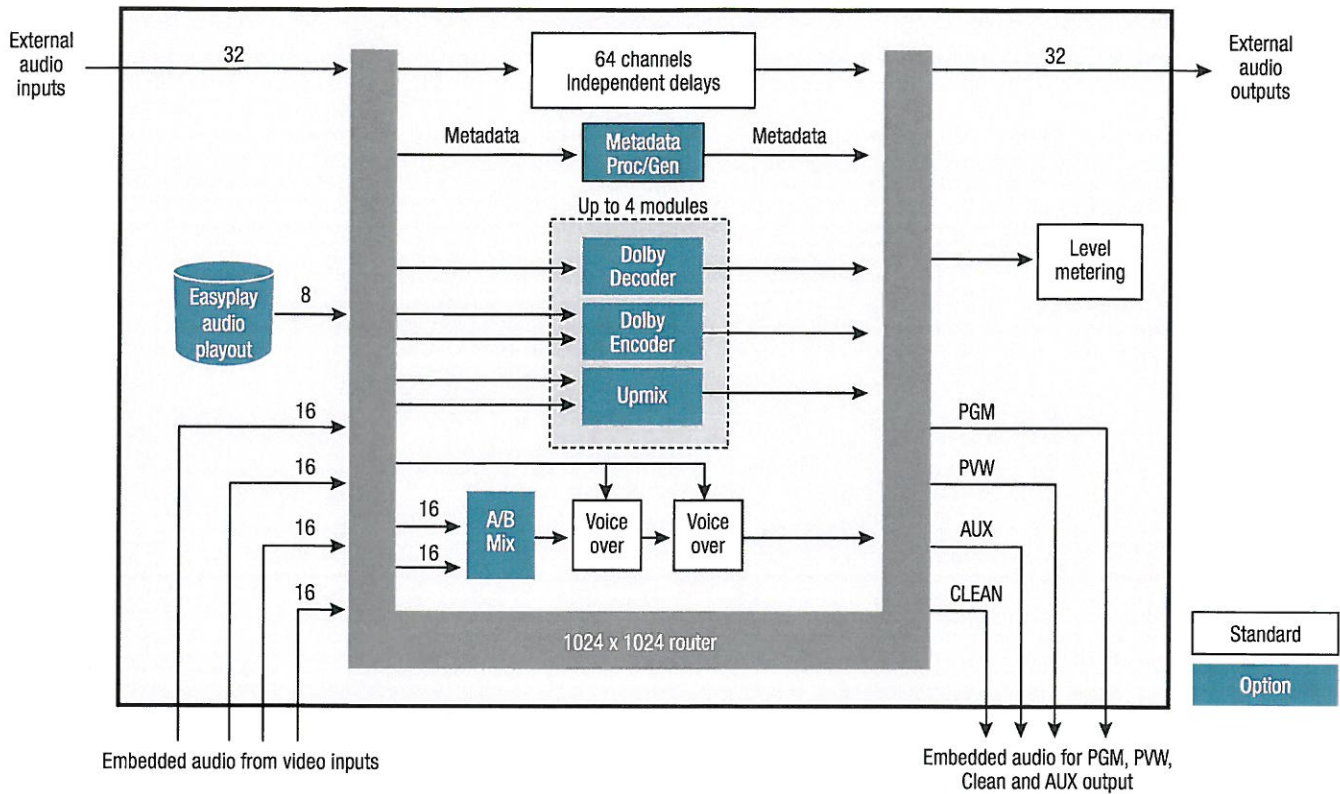 External
audio
inputs
32
64 channels
Independent delays
32
External
audio
outputs
Metadata
Metadata
Proc/Gen
Metadata
Up to 4 modules
Dolby
Decoder
Level
metering
Easyplay
audio
playout
8
Dolby
Encoder
Upmix
16
PGM
16
PVW
16
16
A/B
Mix
Voice
over
Voice
over
16
AUX
16
CLEAN
1024 x 1024 router
Standard
Option
Embedded audio from video inputs
Embedded audio for PGM, PVW,
Clean and AUX output